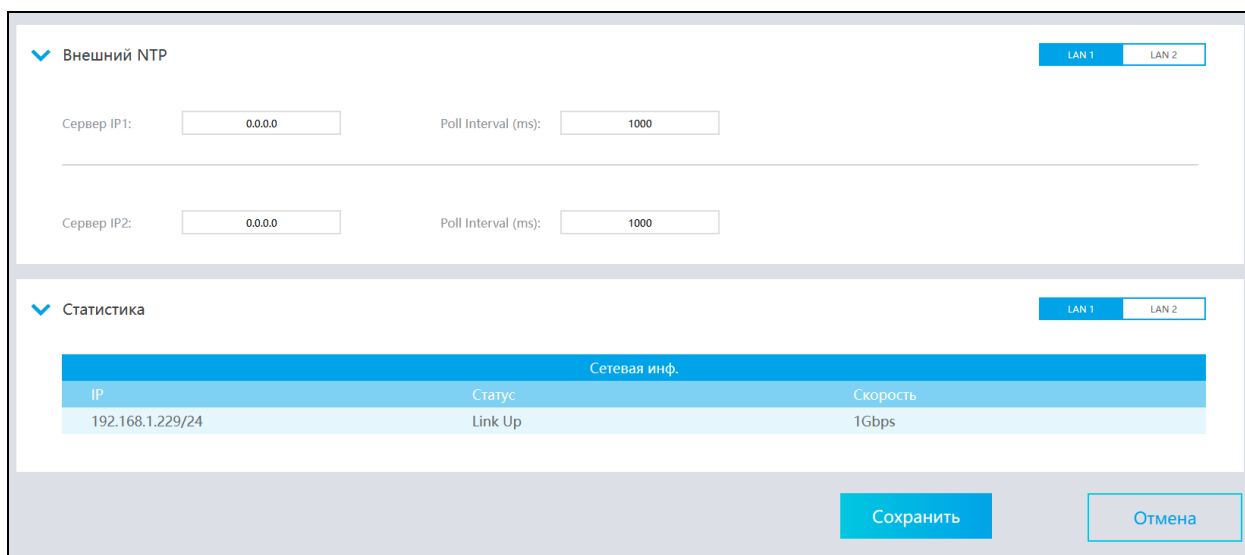 Внешний NTP
LAN 1 LAN 2
Сервер IP1: 0.0.0.0 Poll Interval (ms): 1000
Сервер IP2: 0.0.0.0 Poll Interval (ms): 1000
Статистика
LAN 1 LAN 2
Сетевая инф.
IP Статус Скорость
192.168.1.229/24 Link Up 1Gbps
Сохранить Отмена